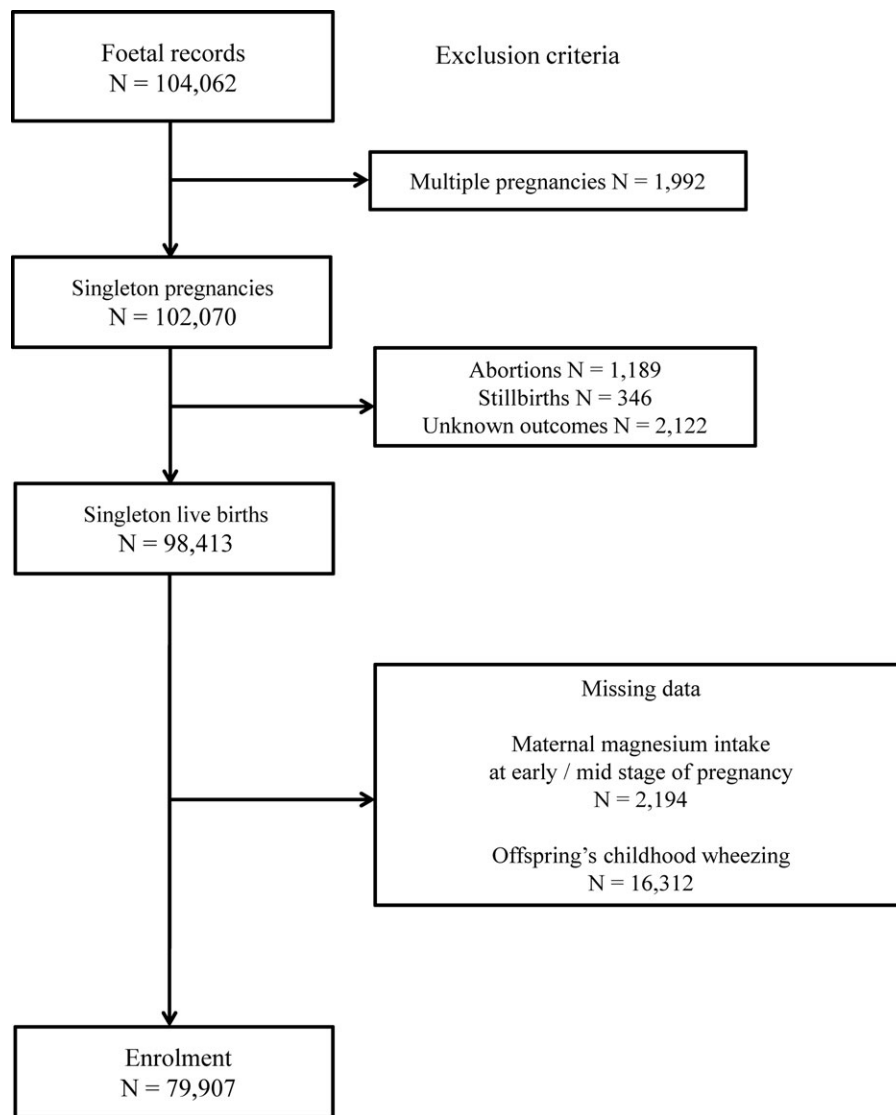 Foetal records
N = 104,062
Exclusion criteria
Multiple pregnancies N = 1,992
Singleton pregnancies
N = 102,070
Abortions N = 1,189
Stillbirths N = 346
Unknown outcomes N = 2,122
Singleton live births
N = 98,413
Missing data
Maternal magnesium intake
at early / mid stage of pregnancy
N = 2,194
Offspring’s childhood wheezing
N = 16,312
Enrolment
N = 79,907